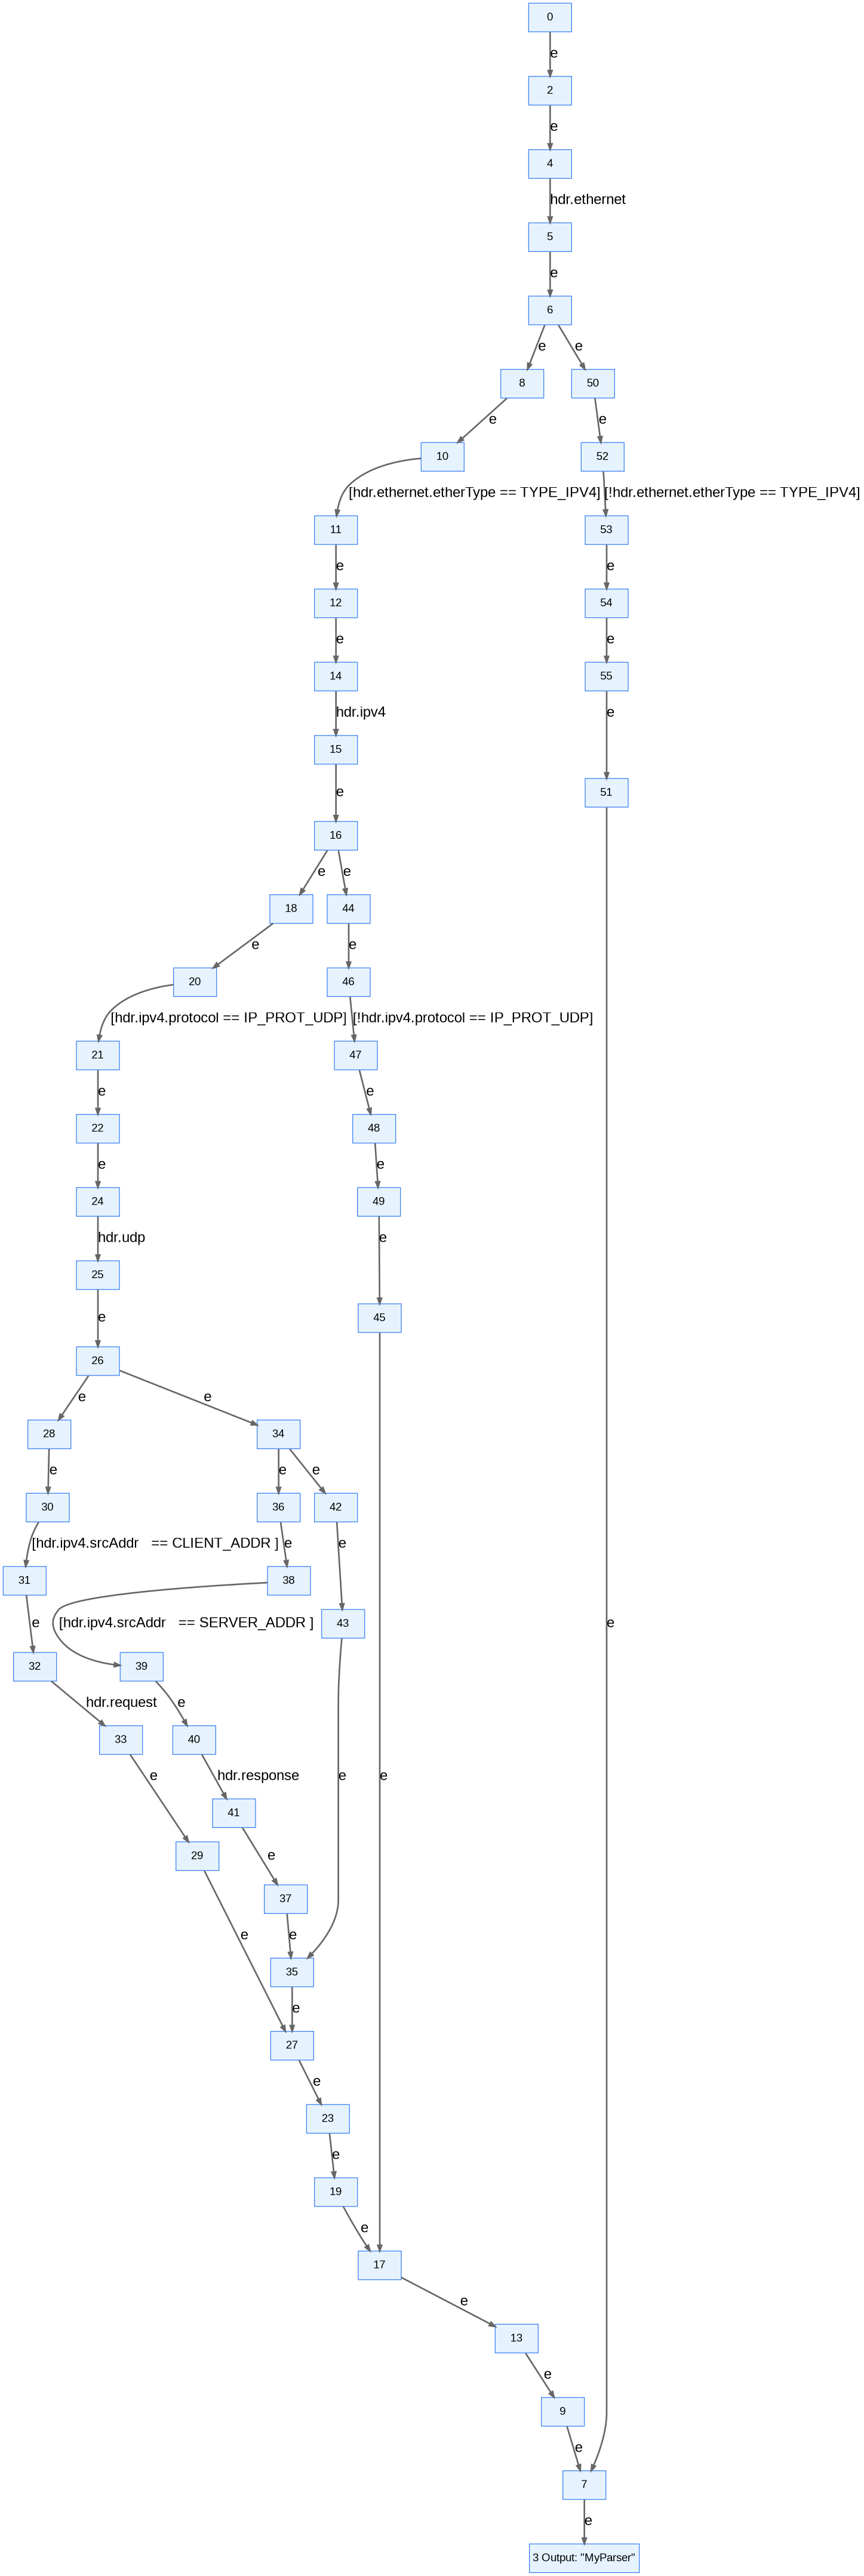 0
e
2
e
4
hdr.ethernet
5
e
6
e e
8 50
e e
10 52
[hdr.ethernet.etherType == TYPE_IPV4] [!hdr.ethernet.etherType == TYPE_IPV4]
11 53
e e
12 54
e e
14 55
hdr.ipv4 e
15
e 51
16
e e
18 44
e e
20 46
[hdr.ipv4.protocol == IP_PROT_UDP] [!hdr.ipv4.protocol == IP_PROT_UDP]
21 47
e e
22 48
e e
24 49
hdr.udp e
25
e 45
26
e e
28 34
e e e
30 36 42
[hdr.ipv4.srcAddr   == CLIENT_ADDR ] e e
31 38
e [hdr.ipv4.srcAddr   == SERVER_ADDR ] 43 e
32 39
hdr.request e
33 40
e hdr.response e e
41
29 e
37
e e
35
e
27
e
23
e
19
e
17
e
13
e
9
e
7
e
3 Output: "MyParser"